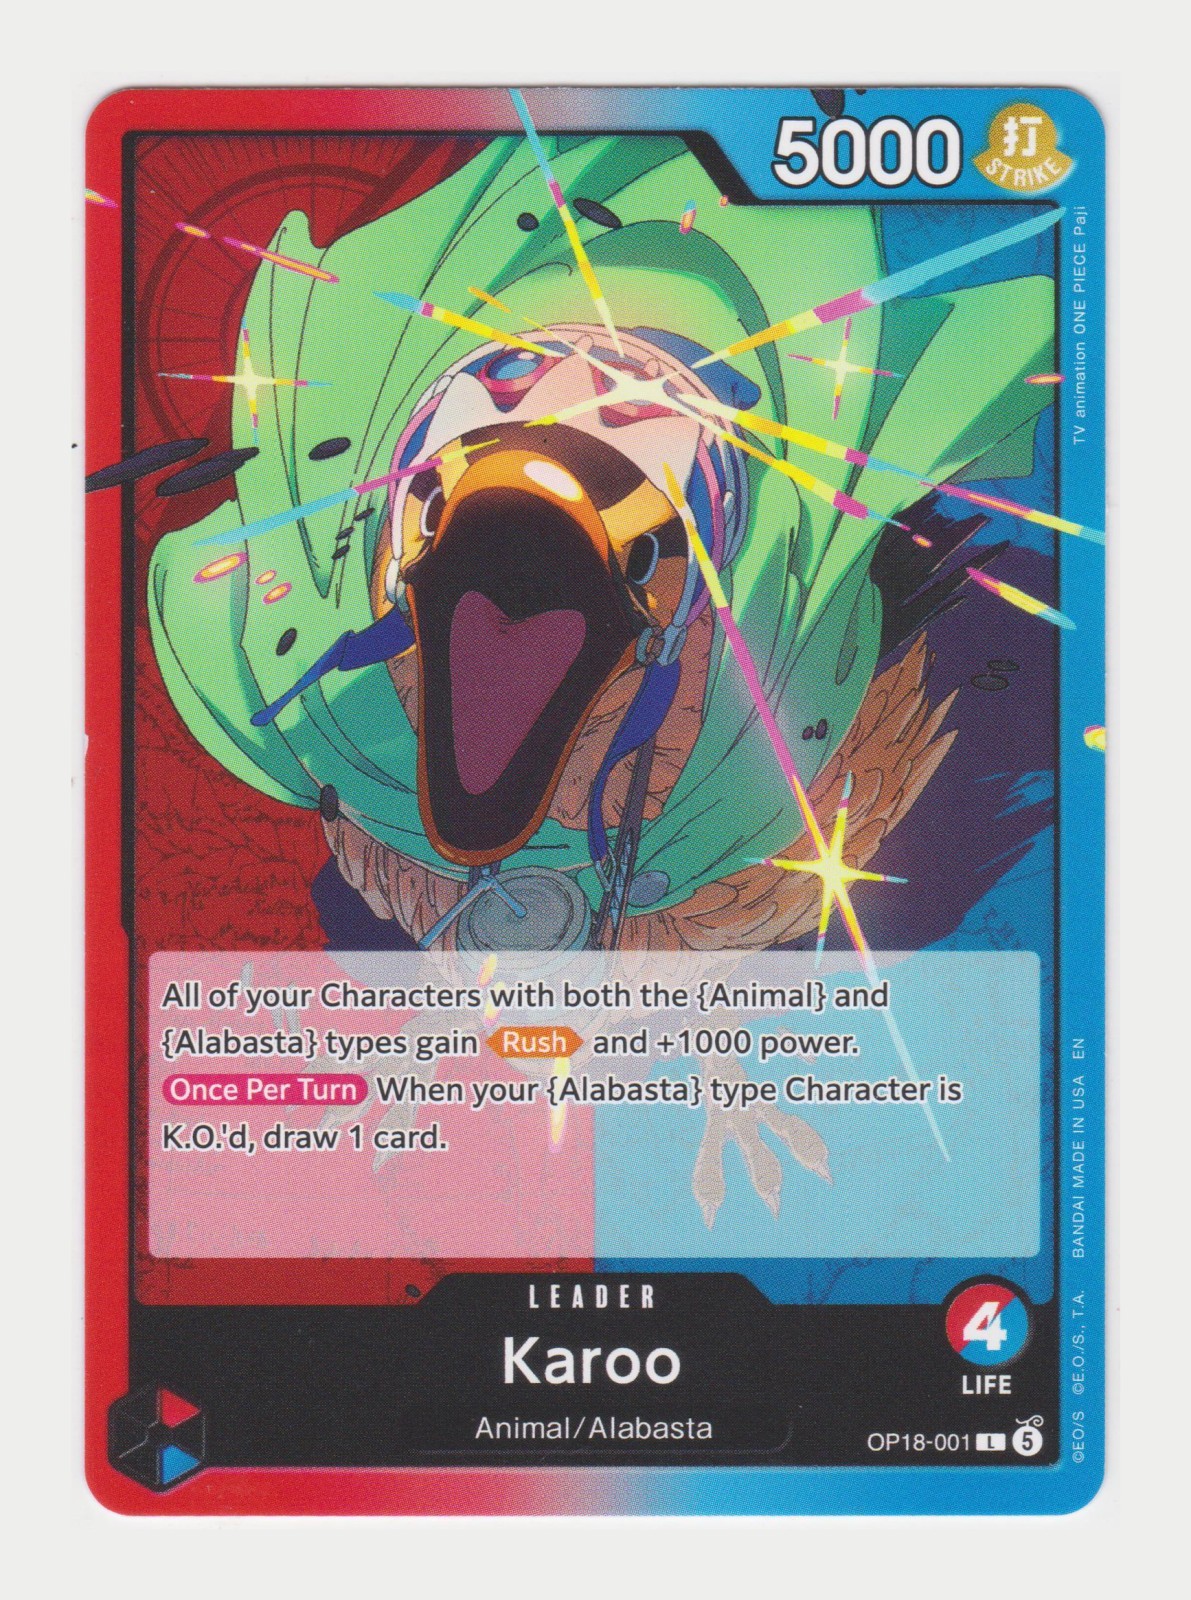 5000
打
STRIKE
TV animation ONE PIECE Paji
All of your Characters with both the {Animal} and
{Alabasta} types gain Rush and +1000 power.
Once Per Turn When your {Alabasta} type Character is
K.O.'d, draw 1 card.
LEADER
Karoo
Animal/Alabasta
4
LIFE
OP18-001 L 5
©EO/S ©E.O./S., T.A. BANDAI MADE IN USA EN